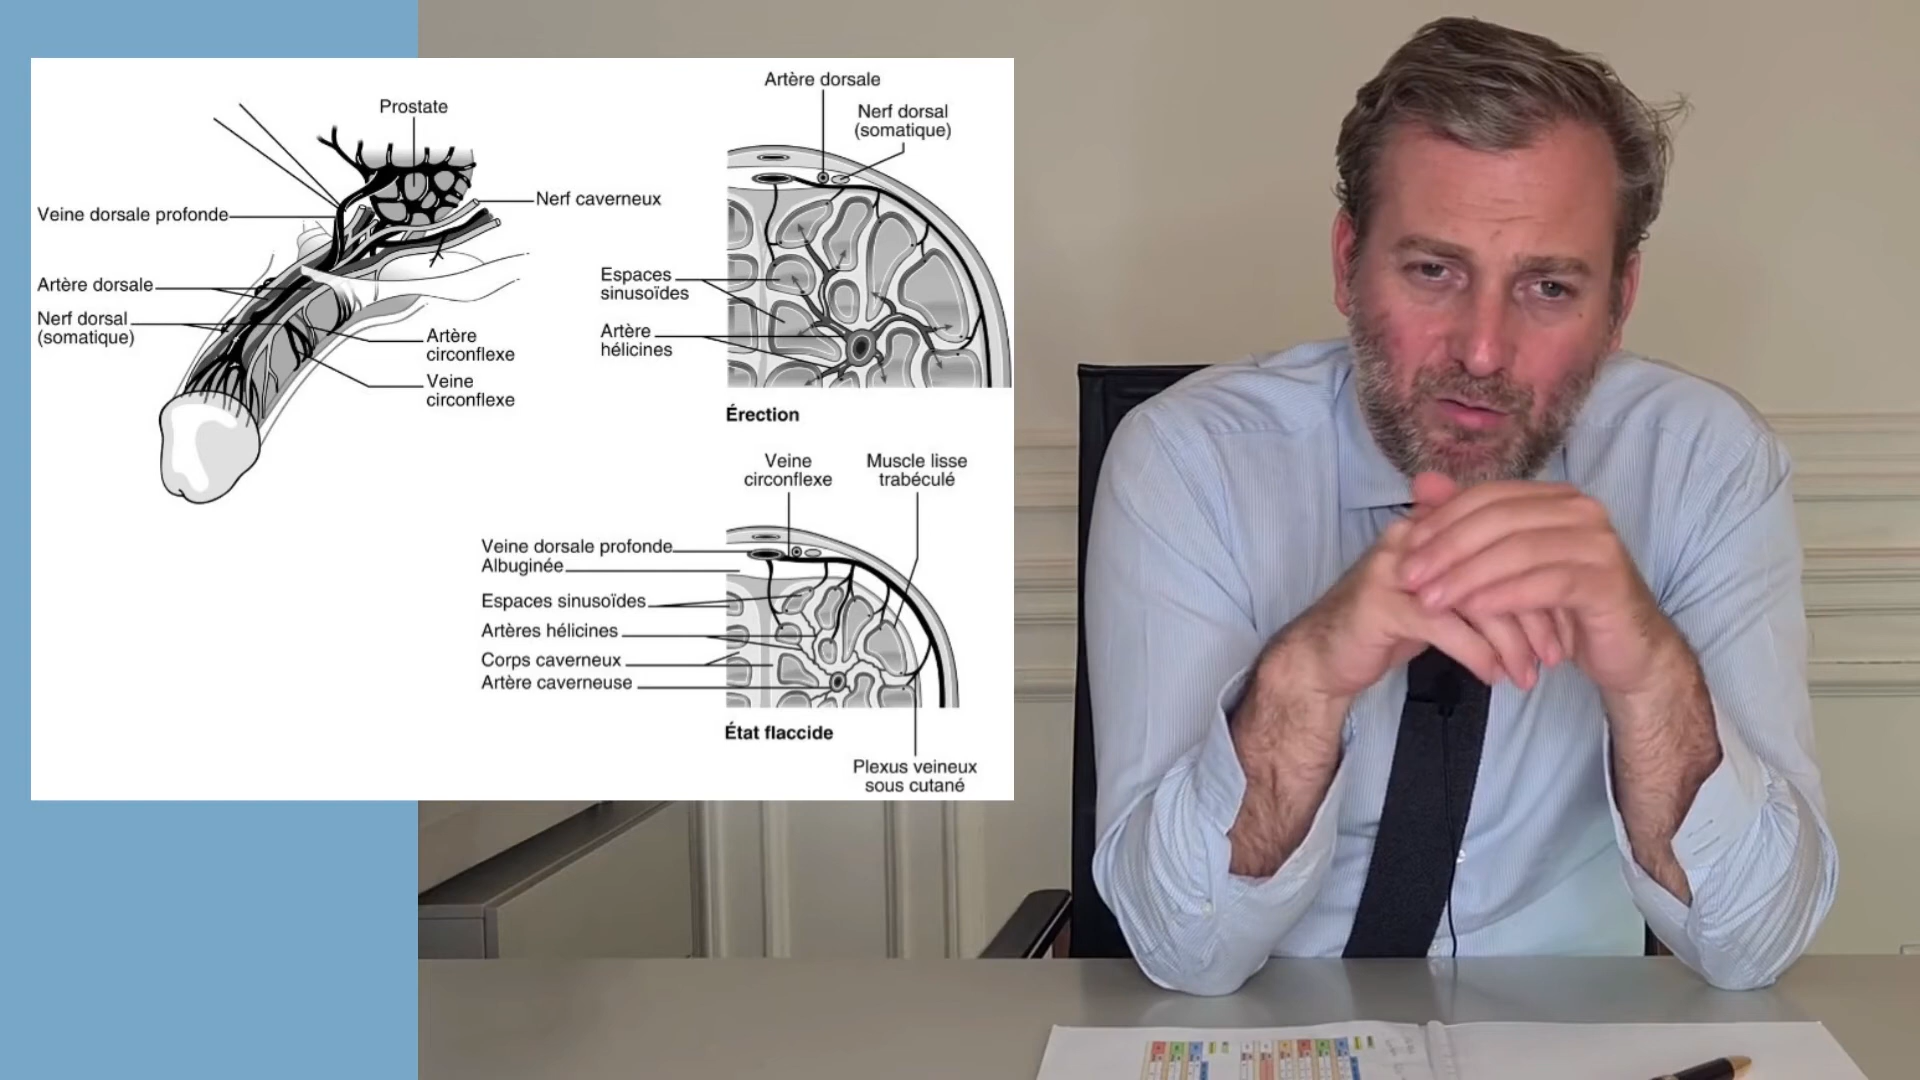 Prostate
Nerf caverneux
Veine dorsale profonde
Artère dorsale
Nerf dorsal
(somatique)
Artère
circonflexe
Veine
circonflexe
Artère dorsale
Nerf dorsal
(somatique)
Espaces
sinusoïdes
Artère
hélicines
Érection
Veine
circonflexe
Muscle lisse
trabéculé
Veine dorsale profonde
Albuginée
Espaces sinusoïdes
Artères hélicines
Corps caverneux
Artère caverneuse
État flaccide
Plexus veineux
sous cutané